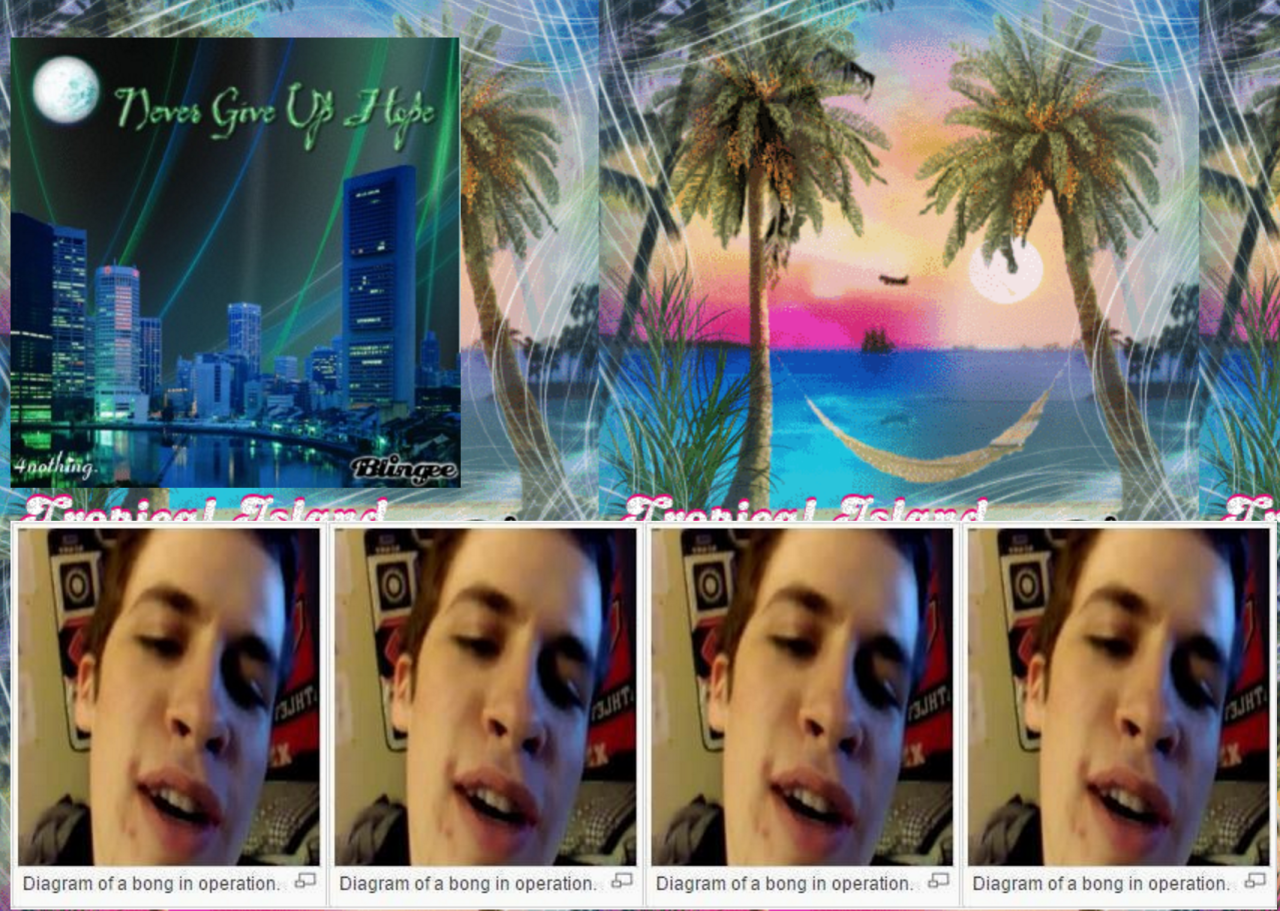 Never Give Up Hope
4nothing.
Blingee
Tropical Island
Tropical Island
Diagram of a bong in operation.
Diagram of a bong in operation.
Diagram of a bong in operation.
Diagram of a bong in operation.